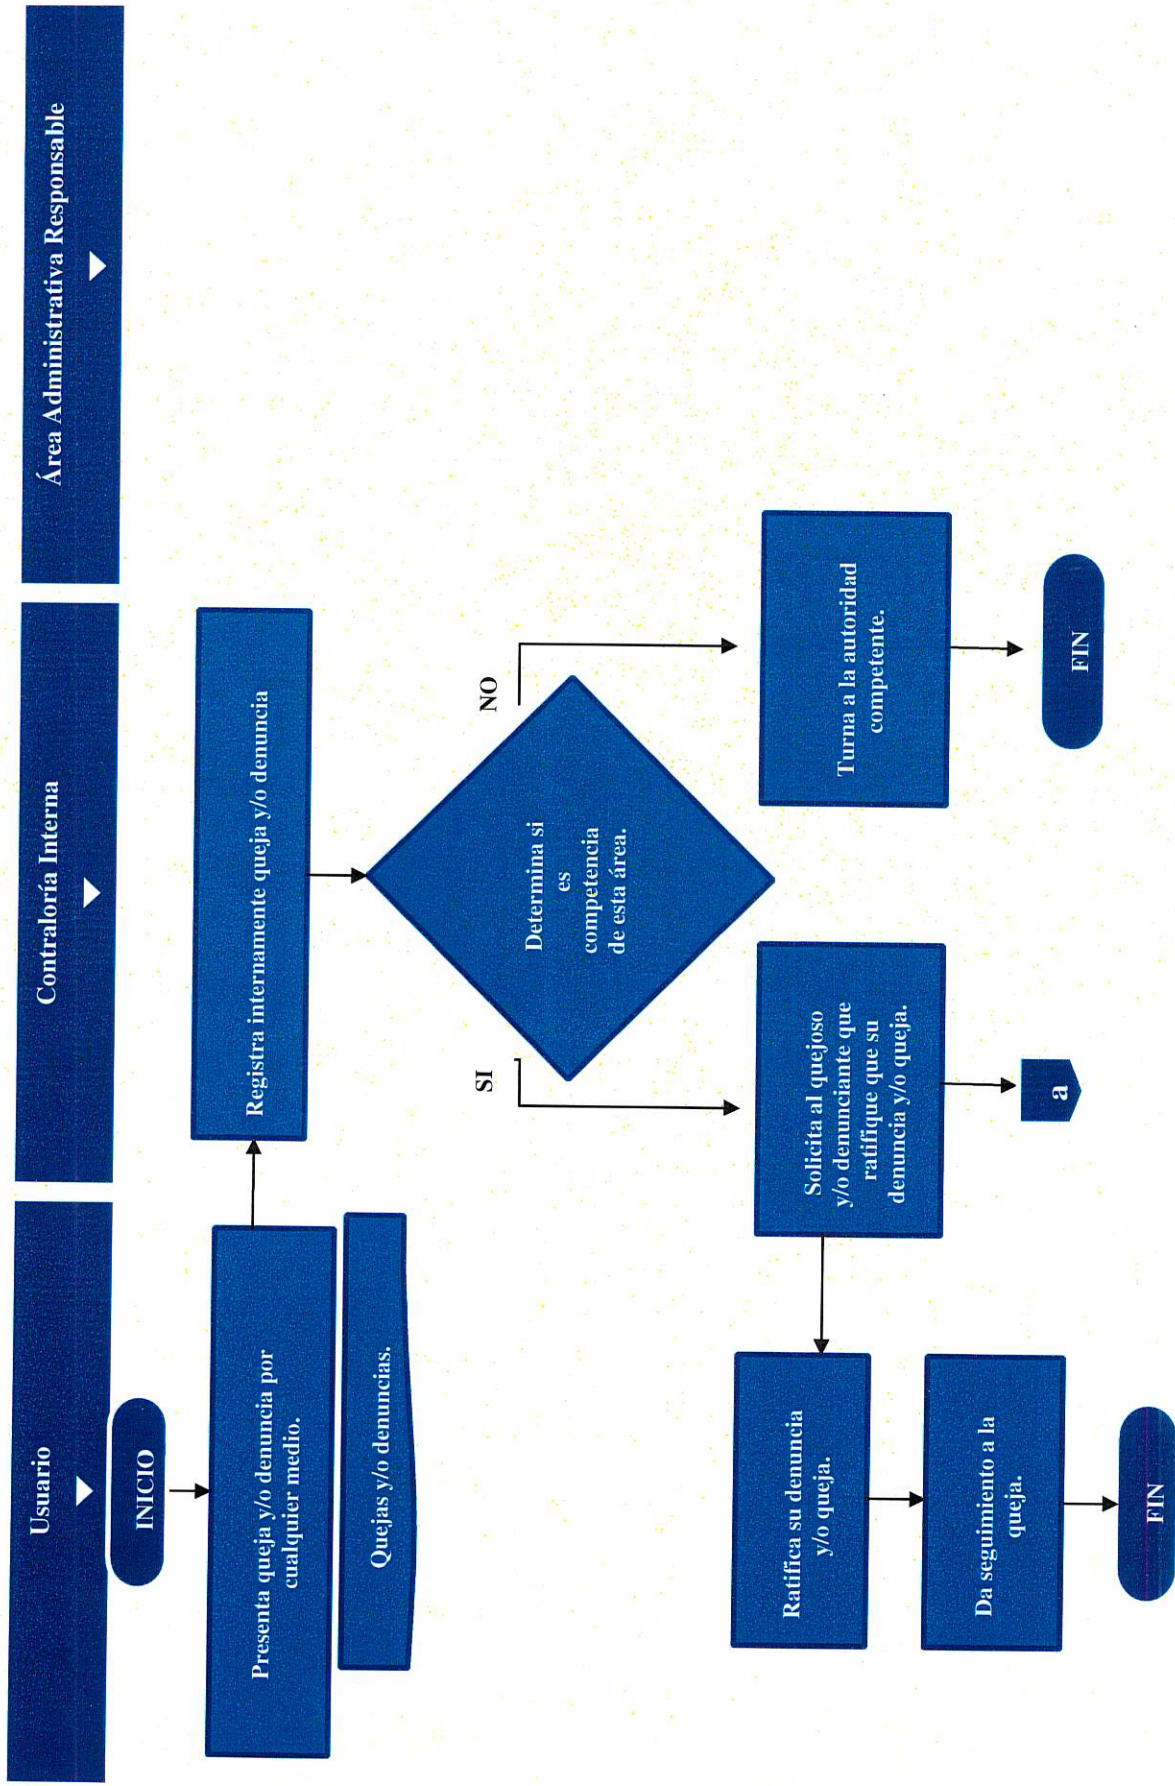 Usuario
Contraloría Interna
Área Administrativa Responsable
INICIO
Presenta queja y/o denuncia por
cualquier medio.
Quejas y/o denuncias.
Registra internamente queja y/o denuncia
Determina si
es
competencia
de esta área.
SI
NO
Solicita al quejoso
y/o denunciante que
ratifique que su
denuncia y/o queja.
a
Turna a la autoridad
competente.
FIN
Ratifica su denuncia
y/o queja.
Da seguimiento a la
queja.
FIN